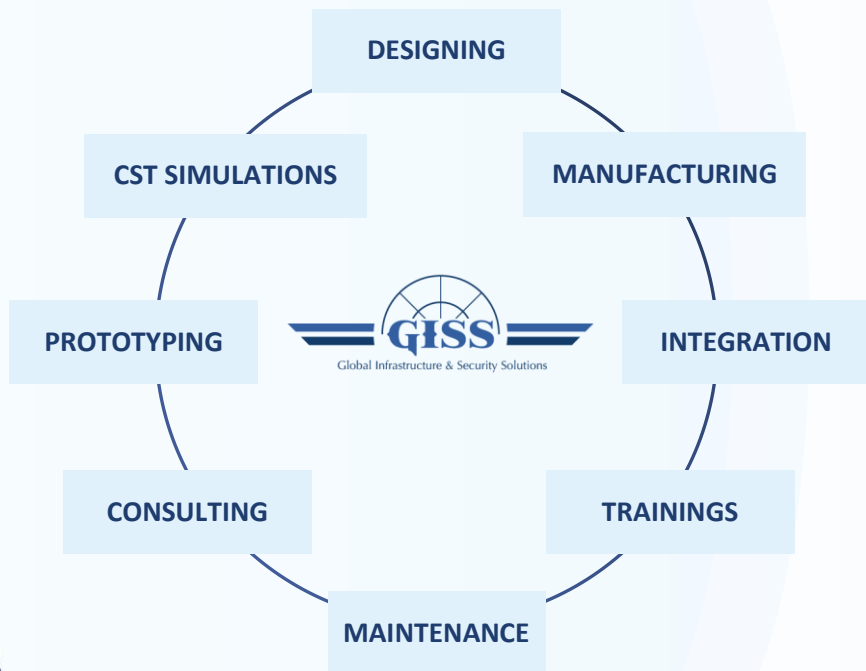 DESIGNING
CST SIMULATIONS
MANUFACTURING
PROTOTYPING
GISS
Global Infrastructure & Security Solutions
INTEGRATION
CONSULTING
TRAININGS
MAINTENANCE